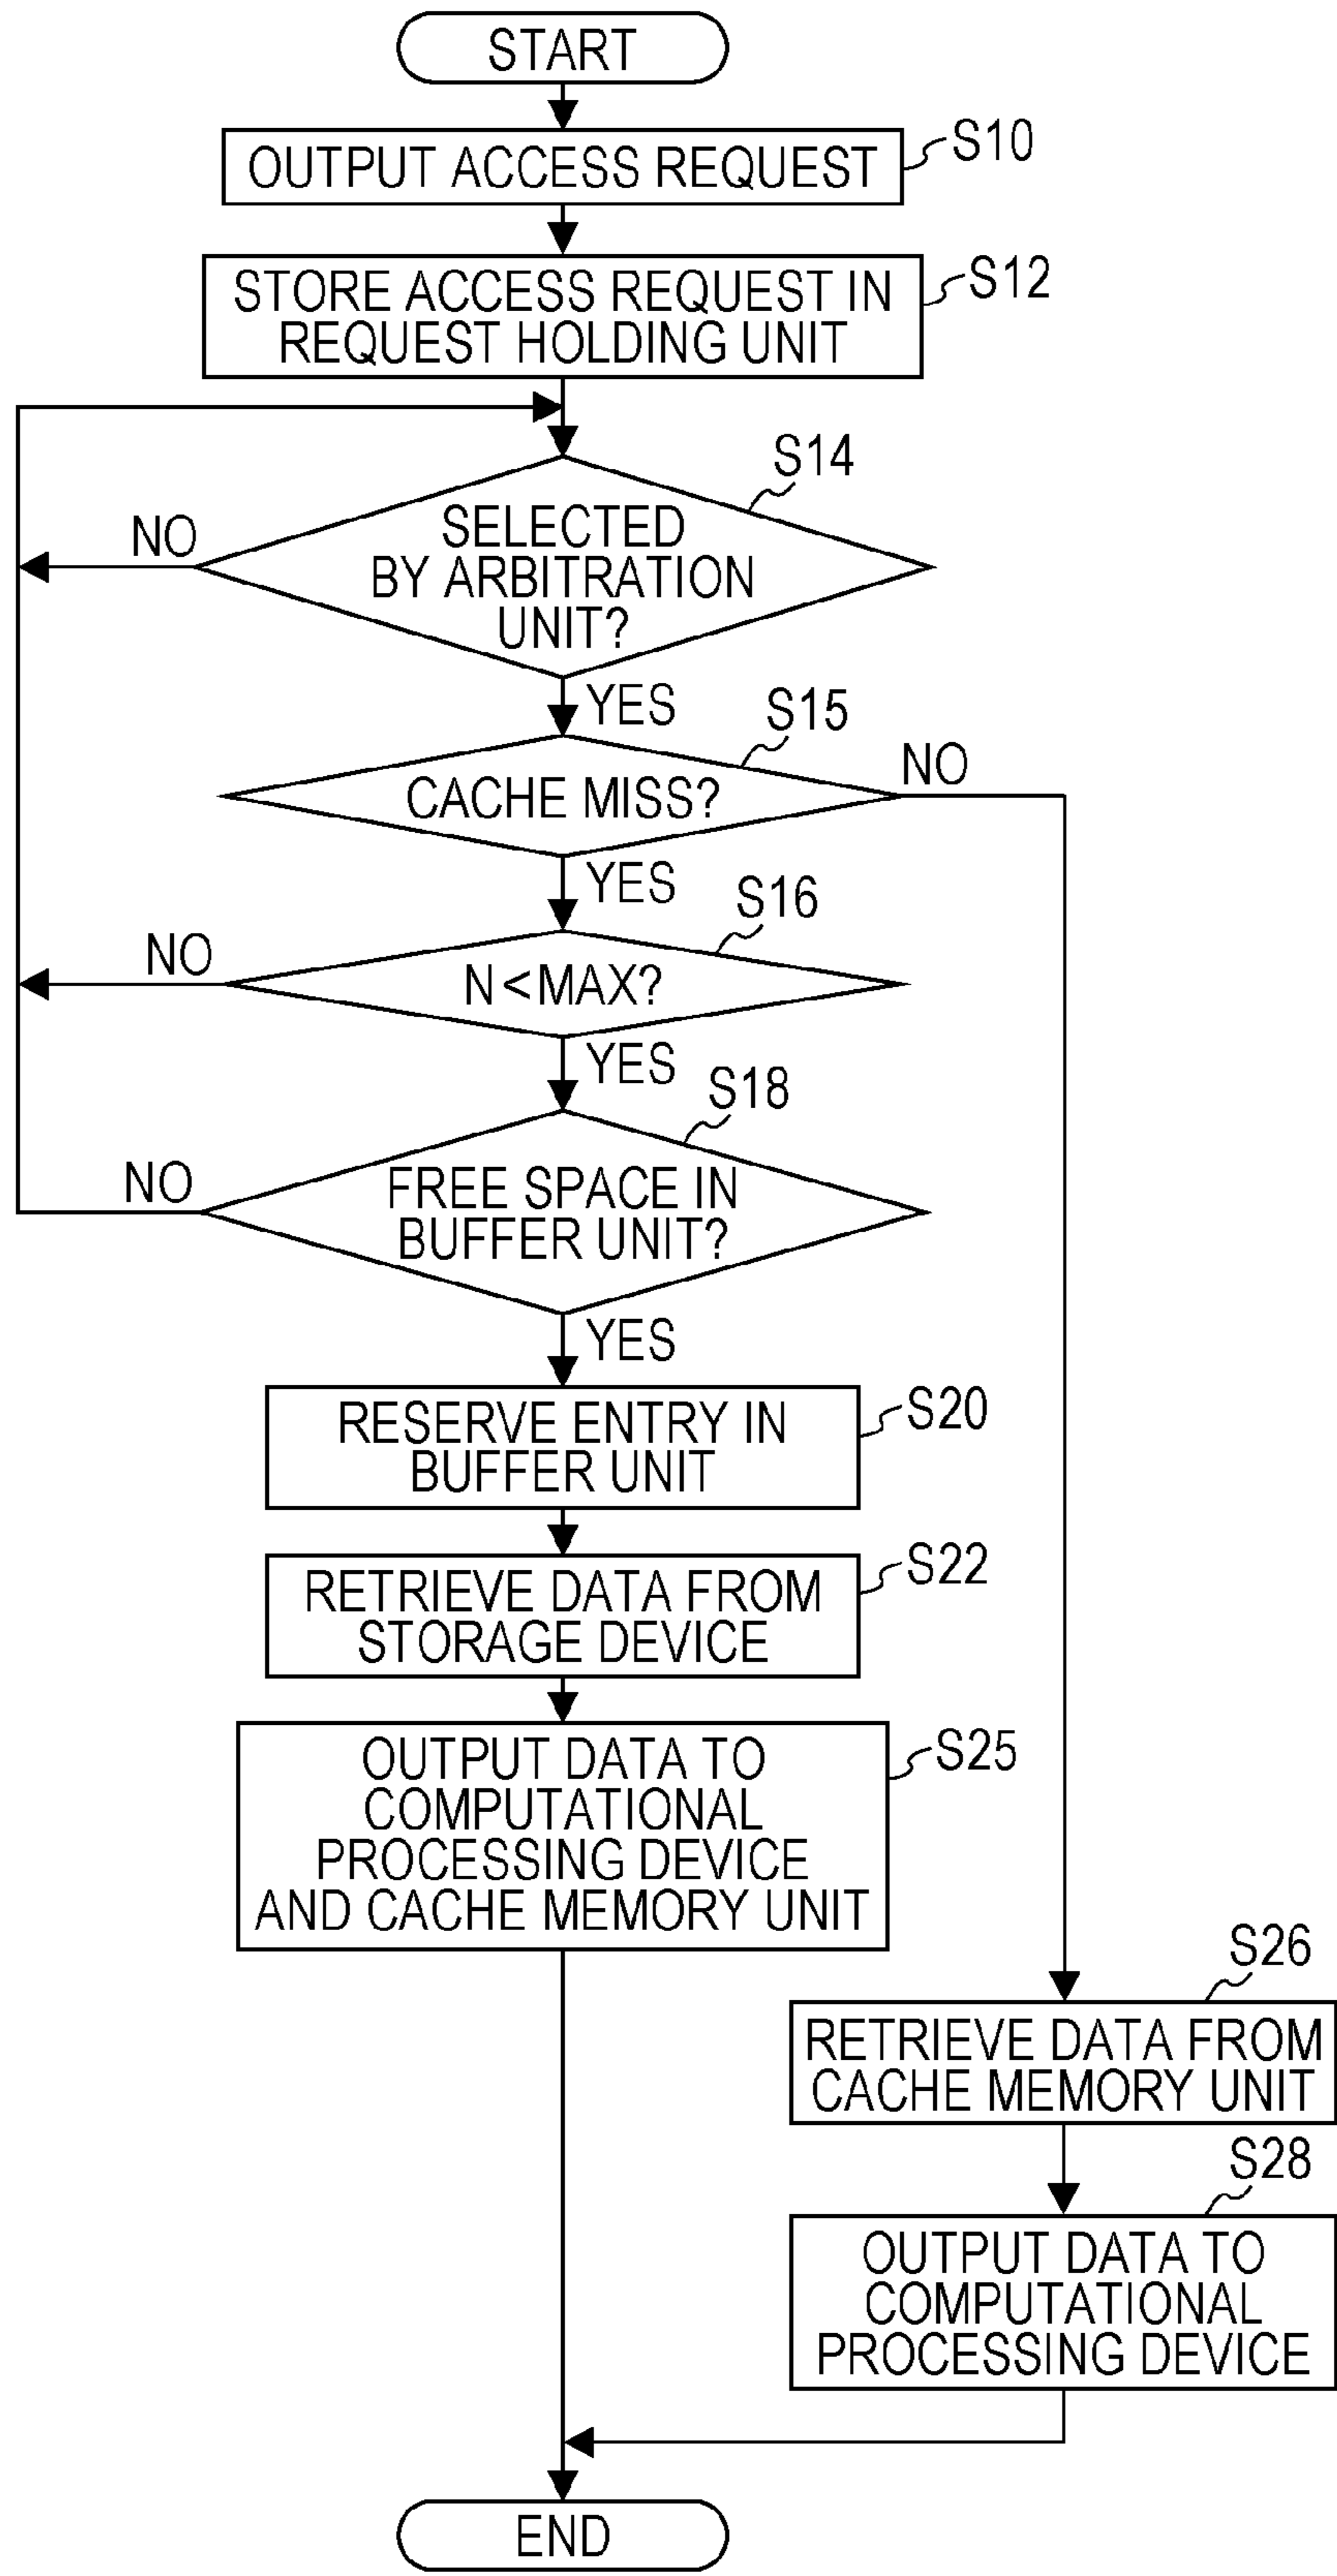 START
OUTPUT ACCESS REQUEST
S10
STORE ACCESS REQUEST IN
REQUEST HOLDING UNIT
S12
S14
SELECTED
BY ARBITRATION
UNIT?
NO
YES
S15
CACHE MISS?
NO
YES
S16
N<MAX?
NO
YES
S18
FREE SPACE IN
BUFFER UNIT?
NO
YES
RESERVE ENTRY IN
BUFFER UNIT
S20
RETRIEVE DATA FROM
STORAGE DEVICE
S22
OUTPUT DATA TO
COMPUTATIONAL
PROCESSING DEVICE
AND CACHE MEMORY UNIT
S25
S26
RETRIEVE DATA FROM
CACHE MEMORY UNIT
S28
OUTPUT DATA TO
COMPUTATIONAL
PROCESSING DEVICE
END